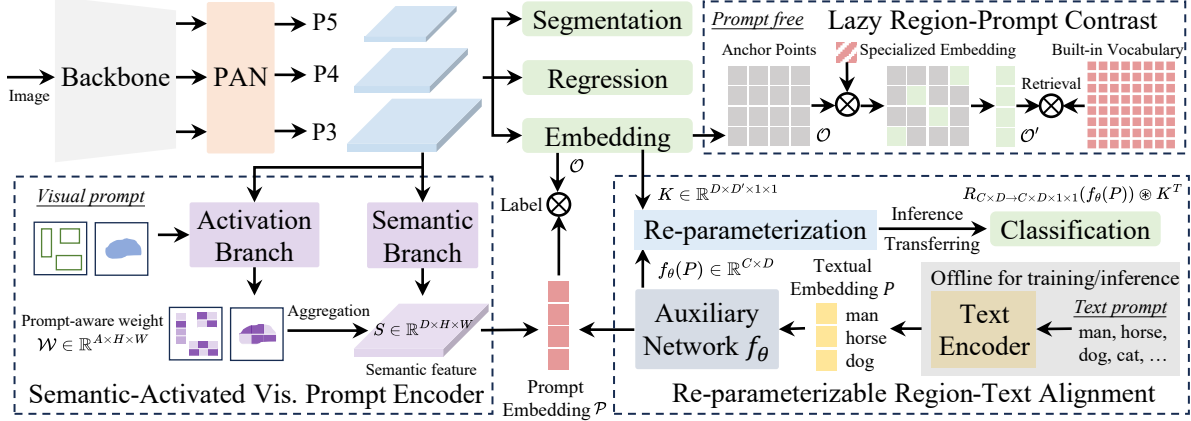 Image
Backbone
PAN
P5
P4
P3
Segmentation
Regression
Embedding
Prompt free
Lazy Region-Prompt Contrast
Anchor Points
Specialized Embedding
Built-in Vocabulary
𝒪
𝒪′
Retrieval
Visual prompt
Activation
Branch
Semantic
Branch
Prompt-aware weight
𝒲 ∈ ℝ^{A×H×W}
Aggregation
S ∈ ℝ^{D×H×W}
Semantic feature
Semantic-Activated Vis. Prompt Encoder
𝒪
Label
Prompt
Embedding 𝒫
K ∈ ℝ^{D×D′×1×1}
Re-parameterization
Inference
Transferring
R_{C×D→C×D×1×1}(f_θ(P)) ⊛ K^T
Classification
f_θ(P) ∈ ℝ^{C×D}
Auxiliary
Network f_θ
Textual
Embedding P
man
horse
dog
Offline for training/inference
Text
Encoder
Text prompt
man, horse,
dog, cat, …
Re-parameterizable Region-Text Alignment